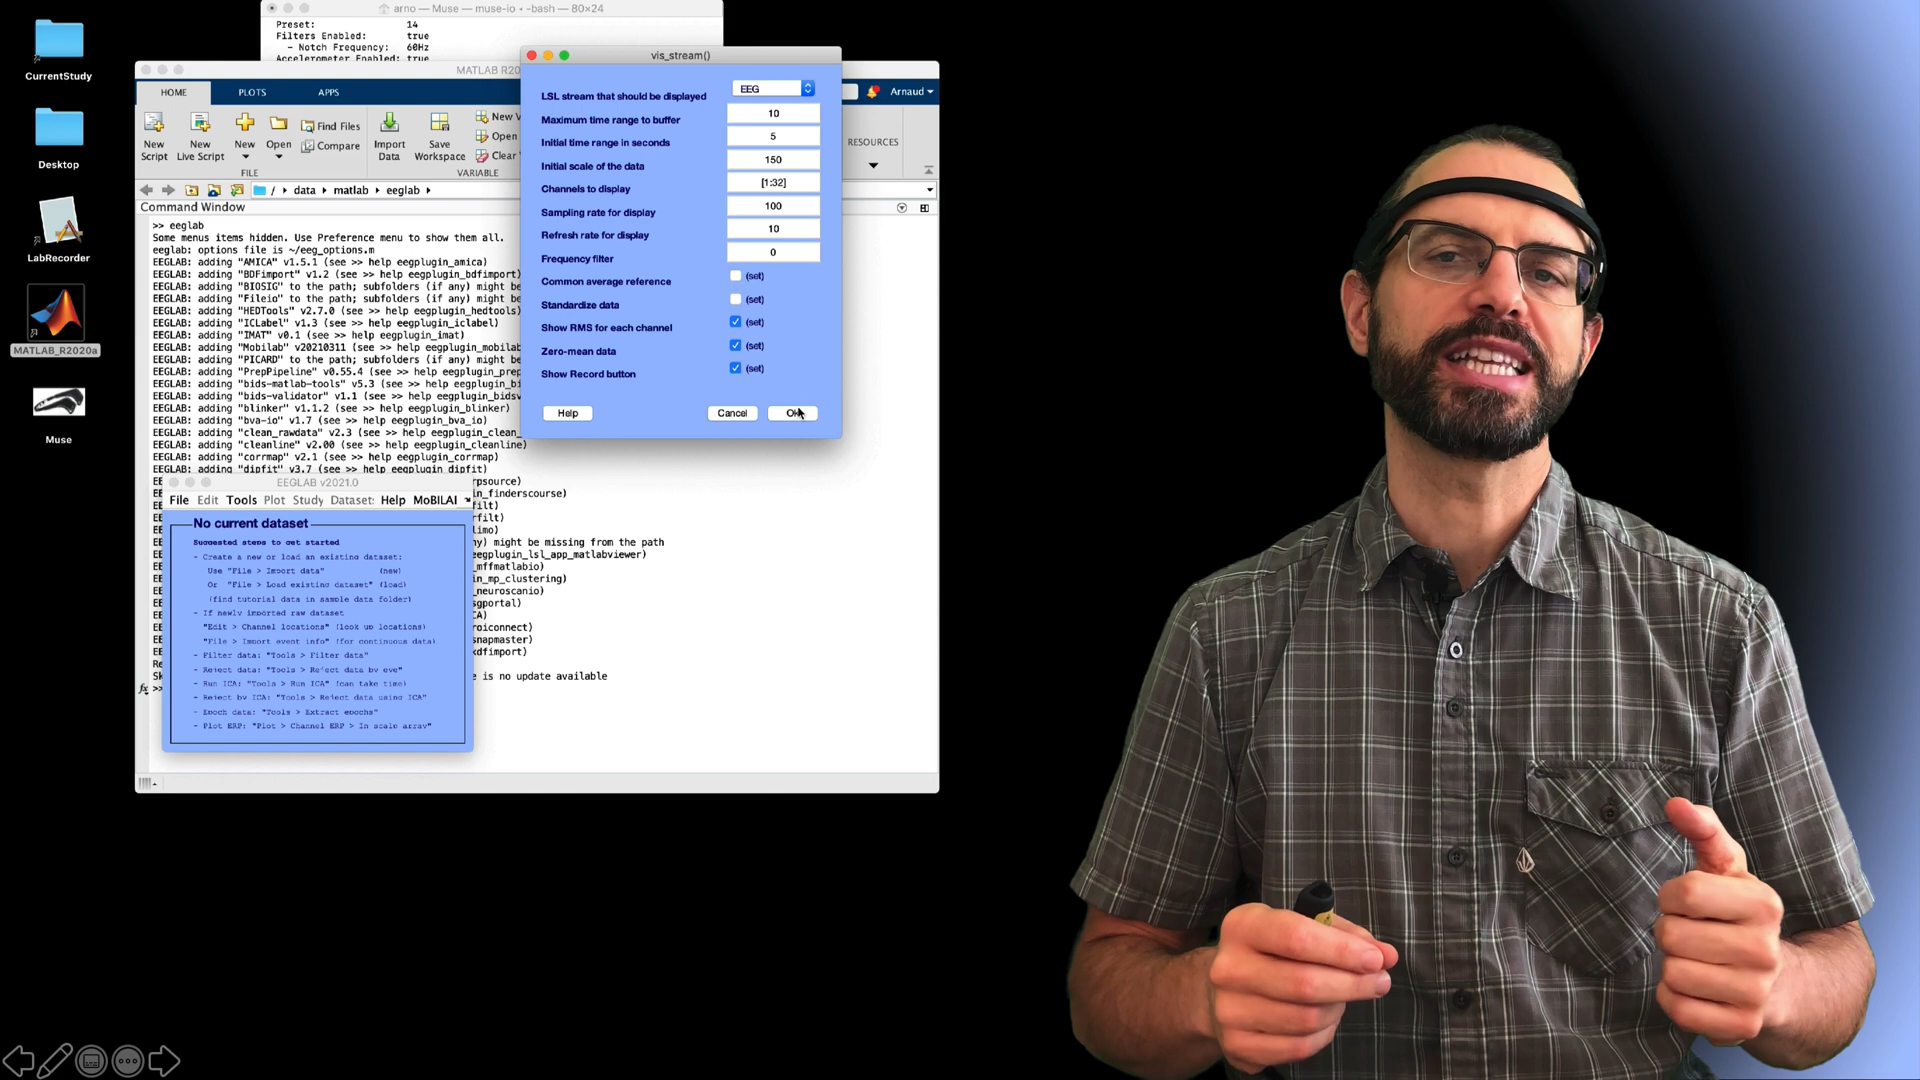 arno — Muse — muse-io • -bash — 80×24
Preset: 14
Filters Enabled: true
- Notch Frequency: 60Hz
Accelerometer Enabled: true
CurrentStudy
Desktop
LabRecorder
MATLAB_R2020a
Muse
MATLAB R20
HOME PLOTS APPS
Arnaud
New Script
New Live Script
New
Open
Find Files
Compare
Import Data
Save Workspace
New V
Open
Clear
FILE
VARIABLE
RESOURCES
/ ▸ data ▸ matlab ▸ eeglab ▸
Command Window
>> eeglab
Some menus items hidden. Use Preference menu to show them all.
eeglab: options file is ~/eeg_options.m
EEGLAB: adding "AMICA" v1.5.1 (see >> help eegplugin_amica)
EEGLAB: adding "BDFimport" v1.2 (see >> help eegplugin_bdfimport)
EEGLAB: adding "BIOSIG" to the path; subfolders (if any) might be
EEGLAB: adding "Fileio" to the path; subfolders (if any) might be
EEGLAB: adding "HEDTools" v2.7.0 (see >> help eegplugin_hedtools)
EEGLAB: adding "ICLabel" v1.3 (see >> help eegplugin_iclabel)
EEGLAB: adding "IMAT" v0.1 (see >> help eegplugin_imat)
EEGLAB: adding "Mobilab" v20210311 (see >> help eegplugin_mobilab
EEGLAB: adding "PICARD" to the path; subfolders (if any) might be
EEGLAB: adding "PrepPipeline" v0.55.4 (see >> help eegplugin_prep
EEGLAB: adding "bids-matlab-tools" v5.3 (see >> help eegplugin_bi
EEGLAB: adding "bids-validator" v1.1 (see >> help eegplugin_bidsv
EEGLAB: adding "blinker" v1.1.2 (see >> help eegplugin_blinker)
EEGLAB: adding "bva-io" v1.7 (see >> help eegplugin_bva_io)
EEGLAB: adding "clean_rawdata" v2.3 (see >> help eegplugin_clean_
EEGLAB: adding "cleanline" v2.00 (see >> help eegplugin_cleanline)
EEGLAB: adding "corrmap" v2.1 (see >> help eegplugin_corrmap)
EEGLAB: adding "dipfit" v3.7 (see >> help eegplugin_dipfit)
rpsource)
in_finderscourse)
filt)
rfilt)
limo)
ny) might be missing from the path
eegplugin_lsl_app_matlabviewer)
_mffmatlabio)
in_mp_clustering)
_neuroscanio)
sgportal)
CA)
roiconnect)
snapmaster)
xdfimport)
e is no update available
fx >>
vis_stream()
LSL stream that should be displayed EEG
Maximum time range to buffer 10
Initial time range in seconds 5
Initial scale of the data 150
Channels to display [1:32]
Sampling rate for display 100
Refresh rate for display 10
Frequency filter 0
Common average reference (set)
Standardize data (set)
Show RMS for each channel (set)
Zero-mean data (set)
Show Record button (set)
Help Cancel Ok
EEGLAB v2021.0
File Edit Tools Plot Study Datasets Help MoBILAI
No current dataset
Suggested steps to get started
- Create a new or load an existing dataset:
Use "File > Import data" (new)
Or "File > Load existing dataset" (load)
(find tutorial data in sample data folder)
- If newly imported raw dataset
"Edit > Channel locations" (look up locations)
"File > Import event info" (for continuous data)
- Filter data: "Tools > Filter data"
- Reject data: "Tools > Reject data by eye"
- Run ICA: "Tools > Run ICA" (can take time)
- Reject by ICA: "Tools > Reject data using ICA"
- Epoch data: "Tools > Extract epochs"
- Plot ERP: "Plot > Channel ERP > In scalp array"